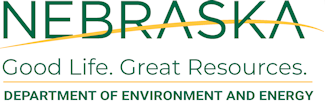 NEBRASKA
Good Life. Great Resources.
DEPARTMENT OF ENVIRONMENT AND ENERGY